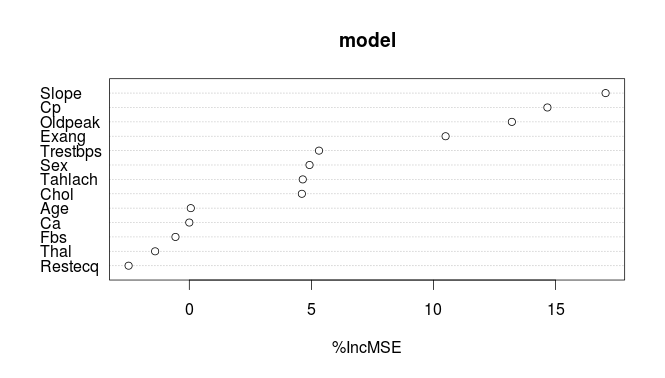 model
Slope
Cp
Oldpeak
Exang
Trestbps
Sex
Tahlach
Chol
Age
Ca
Fbs
Thal
Restecq
0 5 10 15
%IncMSE